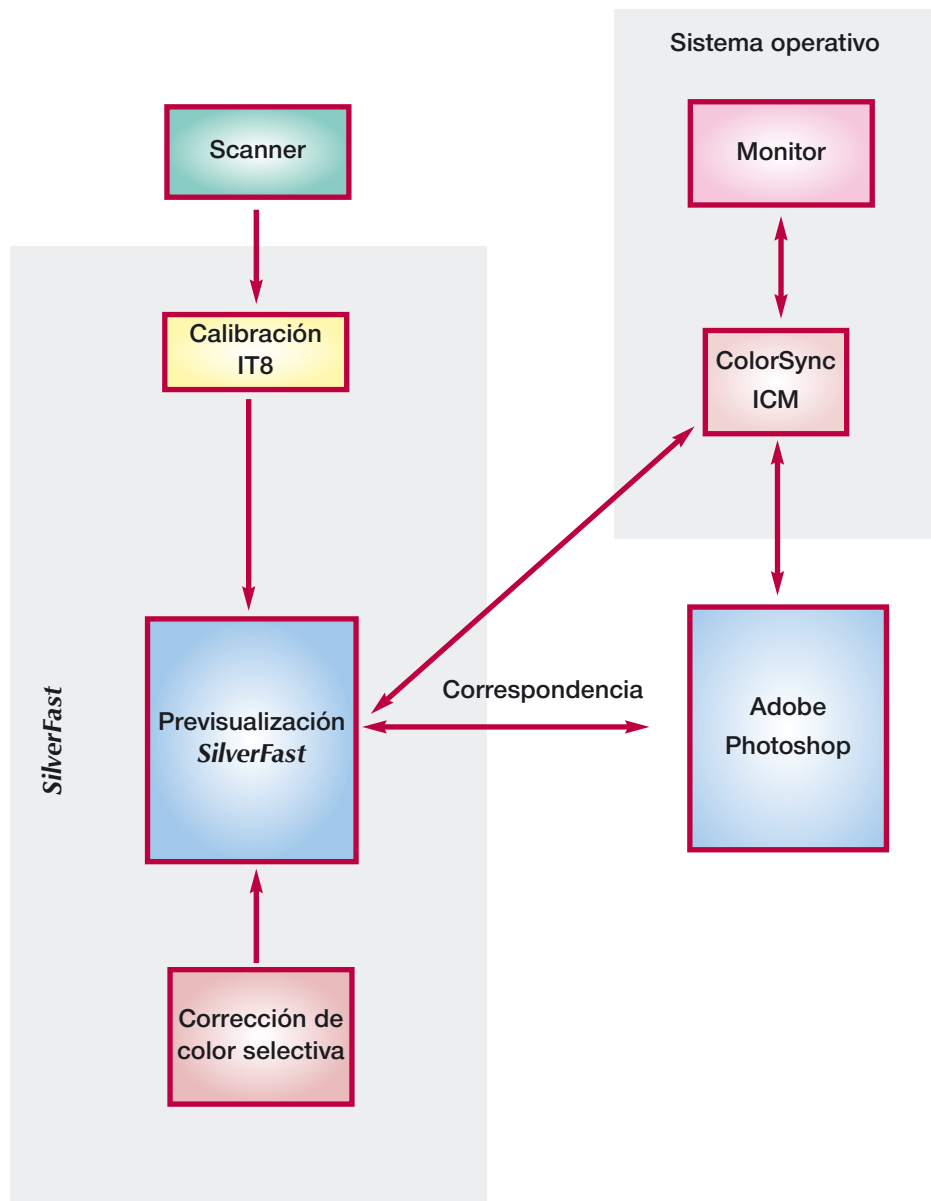 Sistema operativo
Scanner
Monitor
Calibración
IT8
ColorSync
ICM
Correspondencia
Previsualización
SilverFast
Adobe
Photoshop
SilverFast
Corrección de
color selectiva